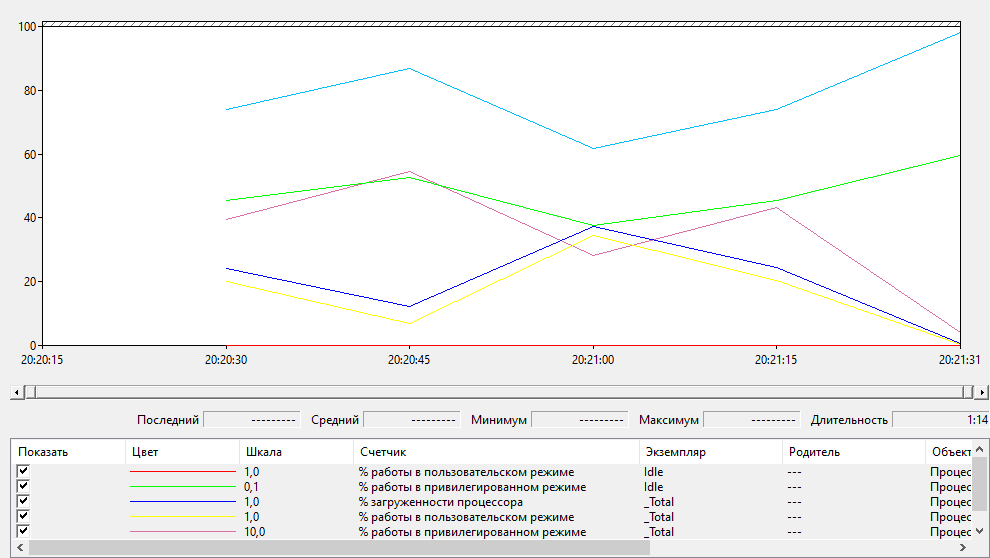 100
80
60
40
20
0
20:20:15 20:20:30 20:20:45 20:21:00 20:21:15 20:21:31
Последний --------- Средний --------- Минимум --------- Максимум --------- Длительность 1:14
Показать Цвет Шкала Счетчик Экземпляр Родитель Объект
1,0 % работы в пользовательском режиме Idle --- Процес
0,1 % работы в привилегированном режиме Idle --- Процес
1,0 % загруженности процессора _Total --- Процес
1,0 % работы в пользовательском режиме _Total --- Процес
10,0 % работы в привилегированном режиме _Total --- Процес